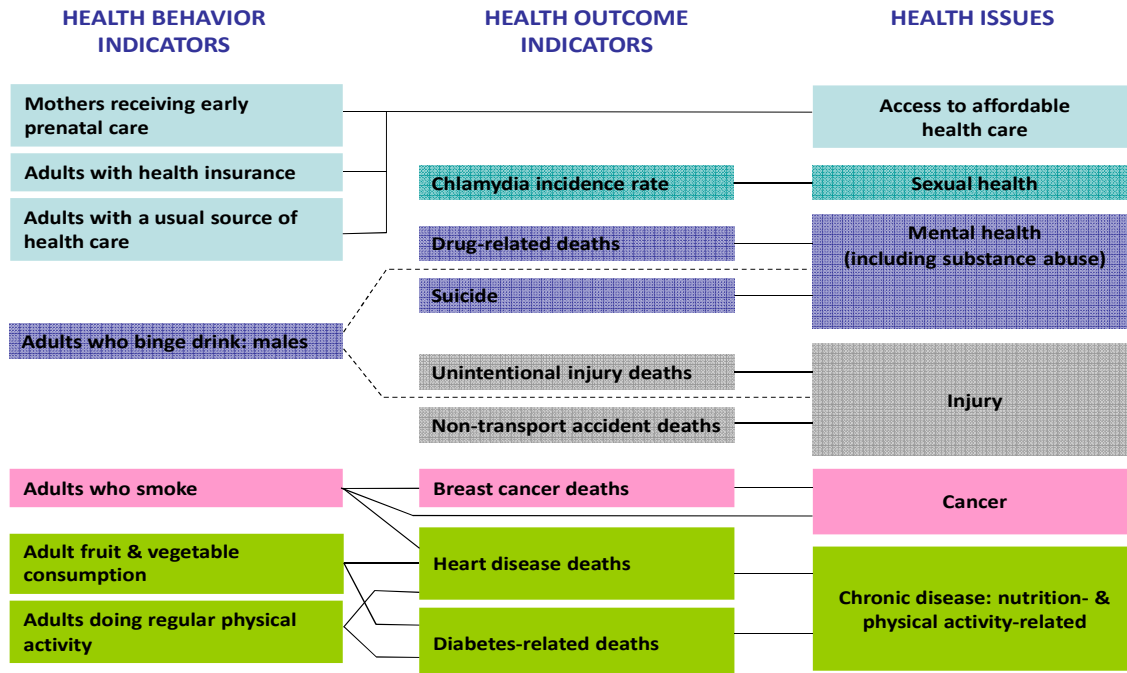 HEALTH BEHAVIOR
INDICATORS
HEALTH OUTCOME
INDICATORS
HEALTH ISSUES
Mothers receiving early
prenatal care
Adults with health insurance
Adults with a usual source of
health care
Adults who binge drink: males
Adults who smoke
Adult fruit & vegetable
consumption
Adults doing regular physical
activity
Chlamydia incidence rate
Drug-related deaths
Suicide
Unintentional injury deaths
Non-transport accident deaths
Breast cancer deaths
Heart disease deaths
Diabetes-related deaths
Access to affordable
health care
Sexual health
Mental health
(including substance abuse)
Injury
Cancer
Chronic disease: nutrition- &
physical activity-related